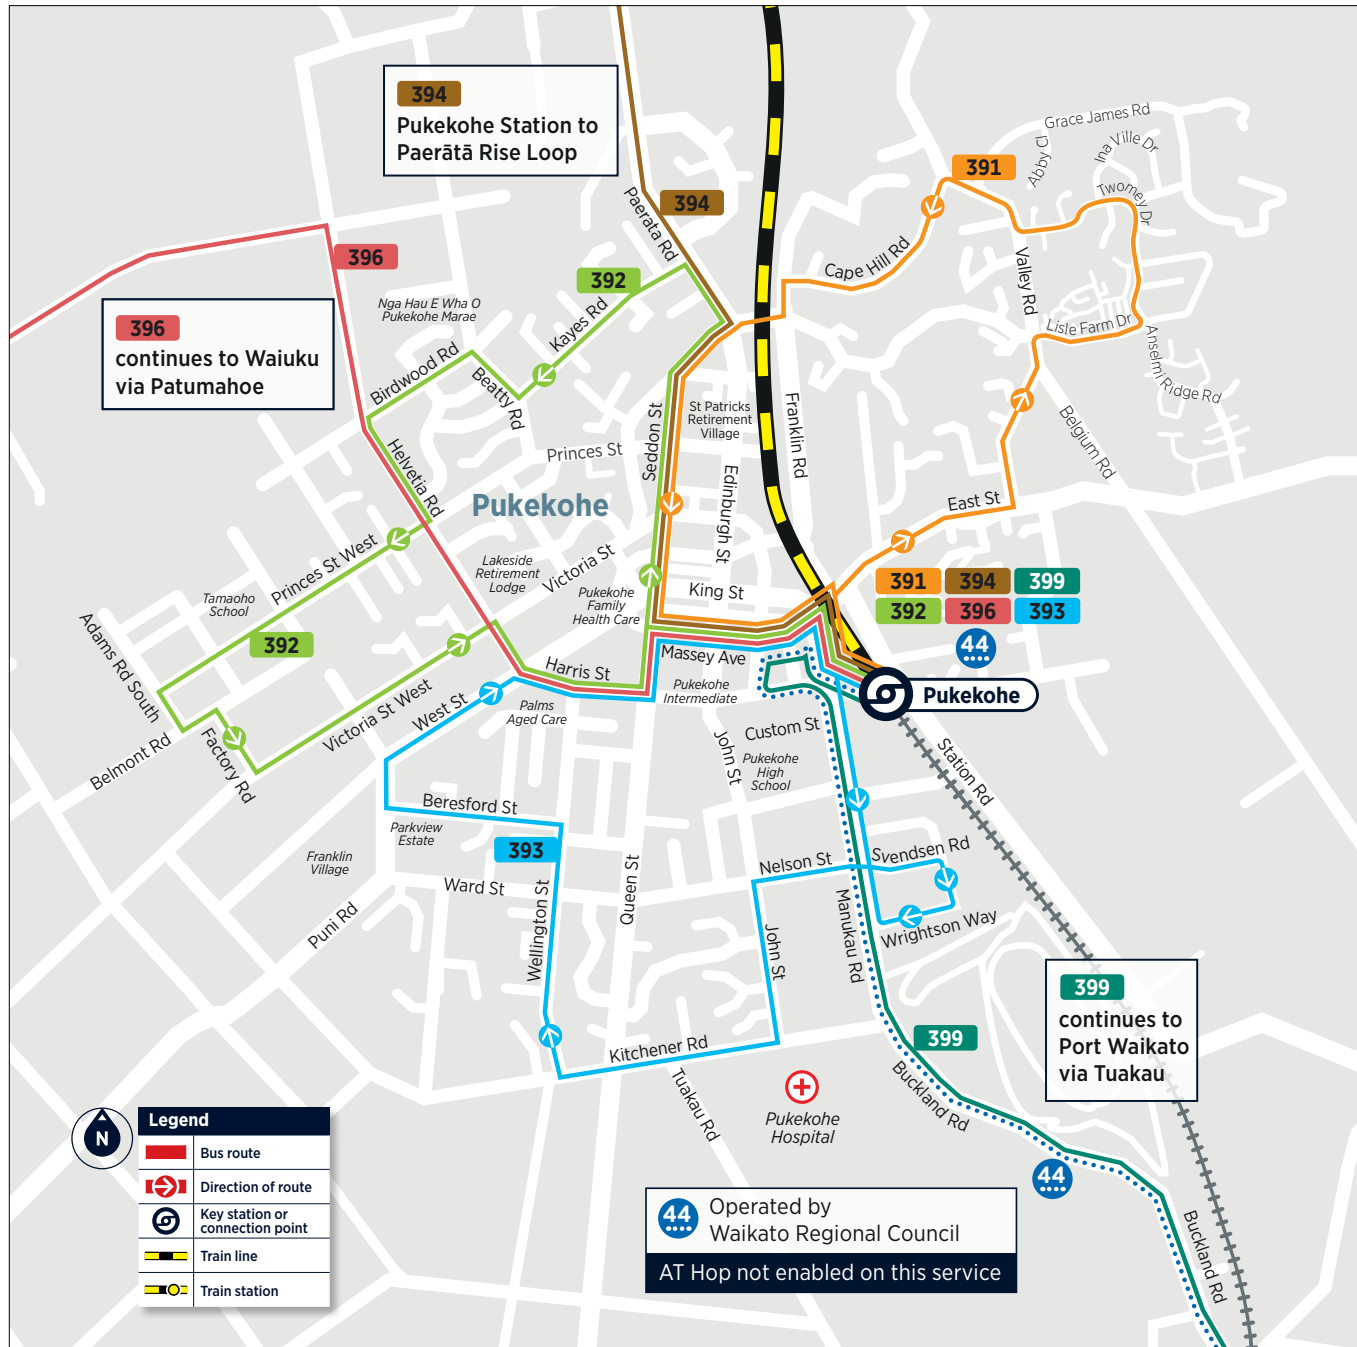 394
Pukekohe Station to
Paerātā Rise Loop
394
Paerata Rd
391
Grace James Rd
Abby Cl
Ina Ville Dr
Twomey Dr
Cape Hill Rd
Valley Rd
Lisle Farm Dr
Anselmi Ridge Rd
396
392
Kayes Rd
Nga Hau E Wha O
Pukekohe Marae
396
continues to Waiuku
via Patumahoe
Birdwood Rd
Beatty Rd
Seddon St
St Patricks
Retirement
Village
Franklin Rd
Belgium Rd
Princes St
Helvetia Rd
Pukekohe
Edinburgh St
East St
Princes St West
Lakeside
Retirement
Lodge
Victoria St
Pukekohe
Family
Health Care
King St
Tamaoho
School
391
394
399
392
396
393
44
392
Adams Rd South
Harris St
Massey Ave
Pukekohe
Intermediate
Pukekohe
West St
Palms
Aged Care
Victoria St West
Factory Rd
Belmont Rd
Custom St
John St
Pukekohe
High
School
Station Rd
Beresford St
Parkview
Estate
393
Franklin
Village
Ward St
Nelson St
Svendsen Rd
Puni Rd
Wellington St
Queen St
Manukau Rd
John St
Wrightson Way
399
continues to
Port Waikato
via Tuakau
399
Kitchener Rd
Tuakau Rd
Buckland Rd
Pukekohe
Hospital
44
Buckland Rd
N
Legend
Bus route
Direction of route
Key station or
connection point
Train line
Train station
44
Operated by
Waikato Regional Council
AT Hop not enabled on this service